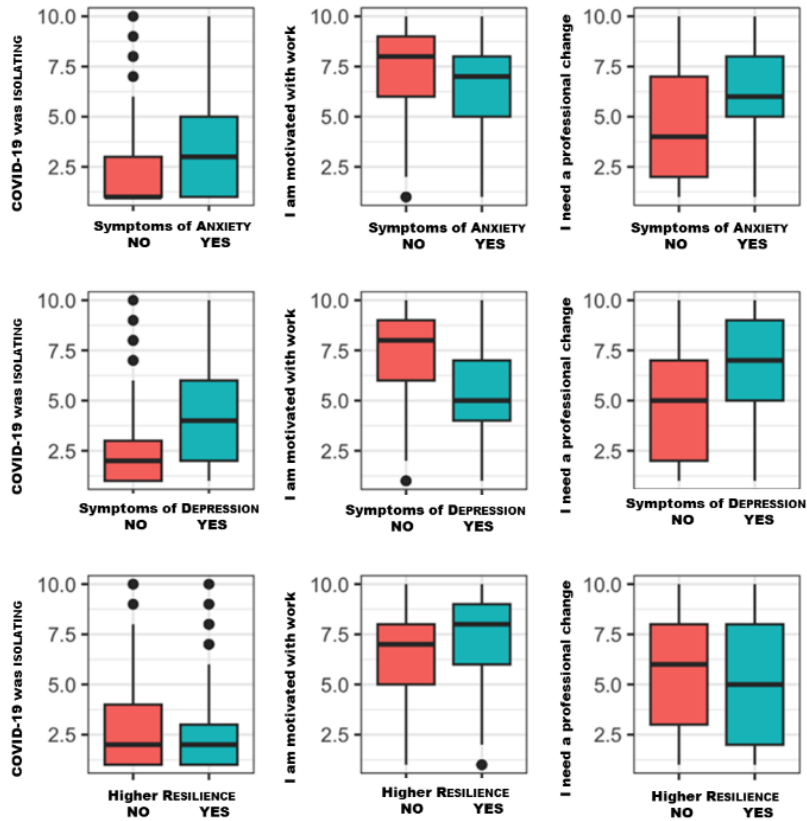 COVID-19 was ISOLATING
10.0
7.5
5.0
2.5
Symptoms of ANXIETY
NO YES
I am motivated with work
10.0
7.5
5.0
2.5
Symptoms of ANXIETY
NO YES
I need a professional change
10.0
7.5
5.0
2.5
Symptoms of ANXIETY
NO YES
COVID-19 was ISOLATING
10.0
7.5
5.0
2.5
Symptoms of DEPRESSION
NO YES
I am motivated with work
10.0
7.5
5.0
2.5
Symptoms of DEPRESSION
NO YES
I need a professional change
10.0
7.5
5.0
2.5
Symptoms of DEPRESSION
NO YES
COVID-19 was ISOLATING
10.0
7.5
5.0
2.5
Higher RESILIENCE
NO YES
I am motivated with work
10.0
7.5
5.0
2.5
Higher RESILIENCE
NO YES
I need a professional change
10.0
7.5
5.0
2.5
Higher RESILIENCE
NO YES